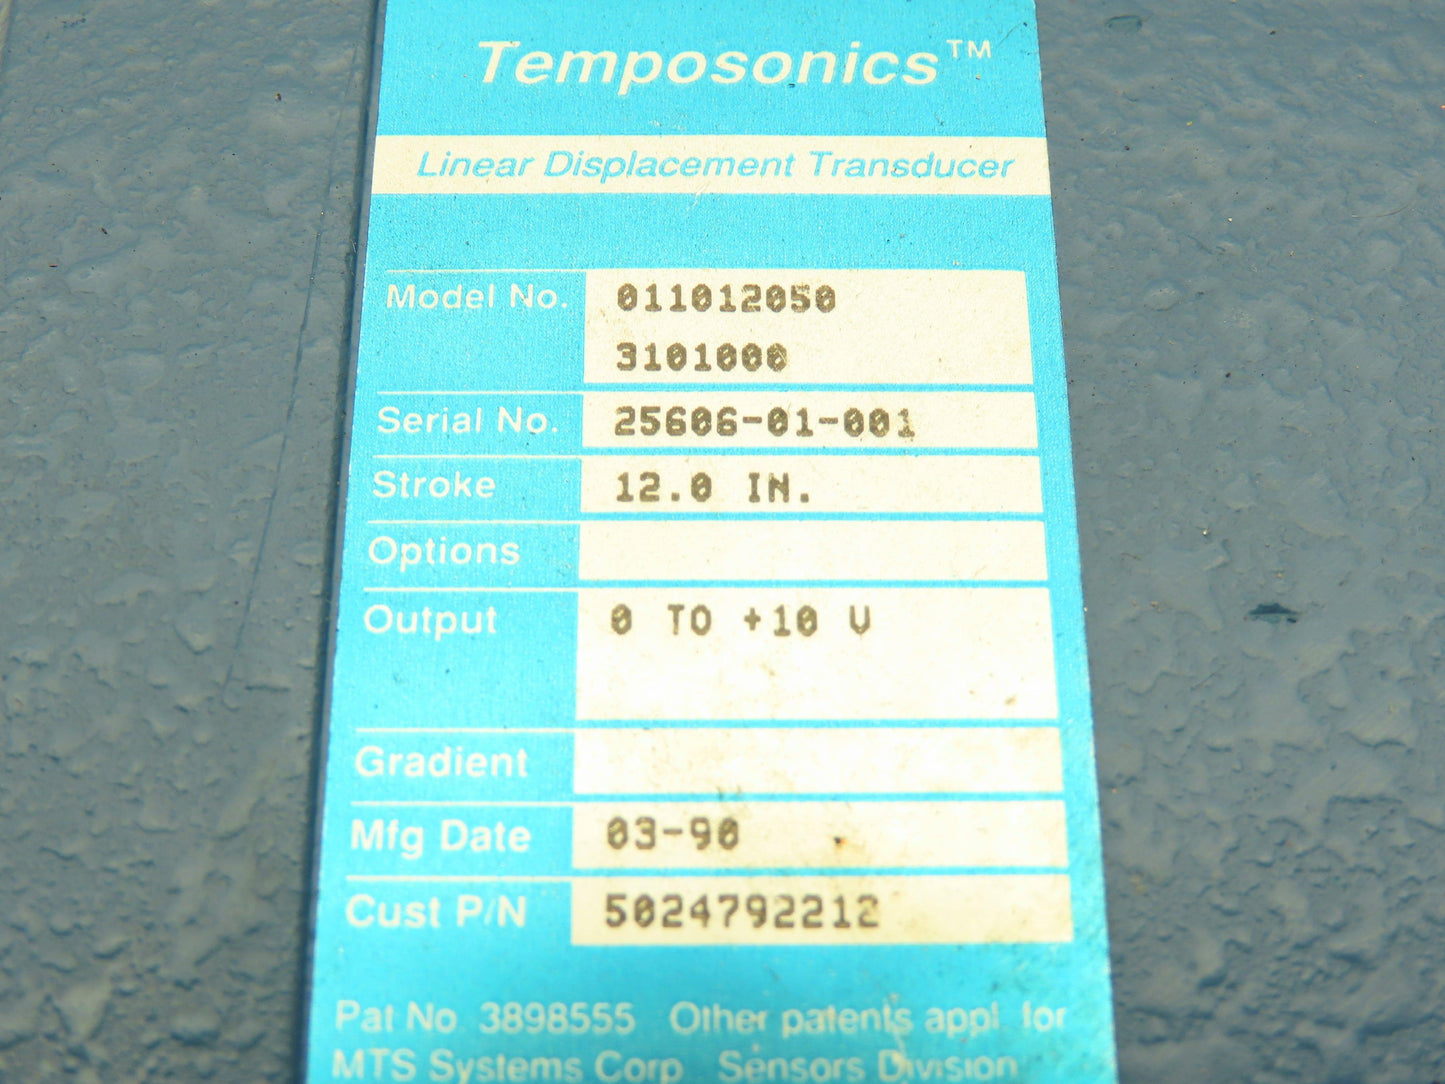 Temposonics™
Linear Displacement Transducer
Model No. 011012050
3101000
Serial No. 25606-01-001
Stroke 12.0 IN.
Options
Output 0 TO +10 V
Gradient
Mfg Date 03-90
Cust P/N 5024792212
Pat No 3898555 Other patents appl for
MTS Systems Corp Sensors Division